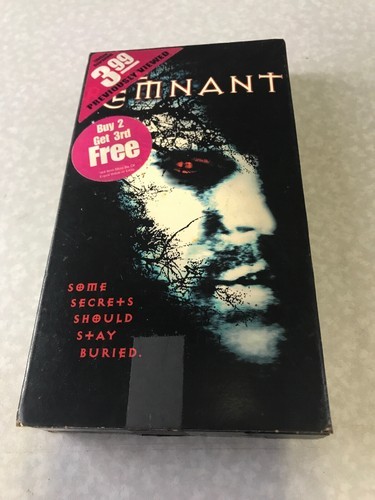 3.99
PREVIOUSLY VIEWED
EMNANT
Buy 2
Get 3rd
Free
SOME
SECRETS
SHOULD
STAY
BURIED.